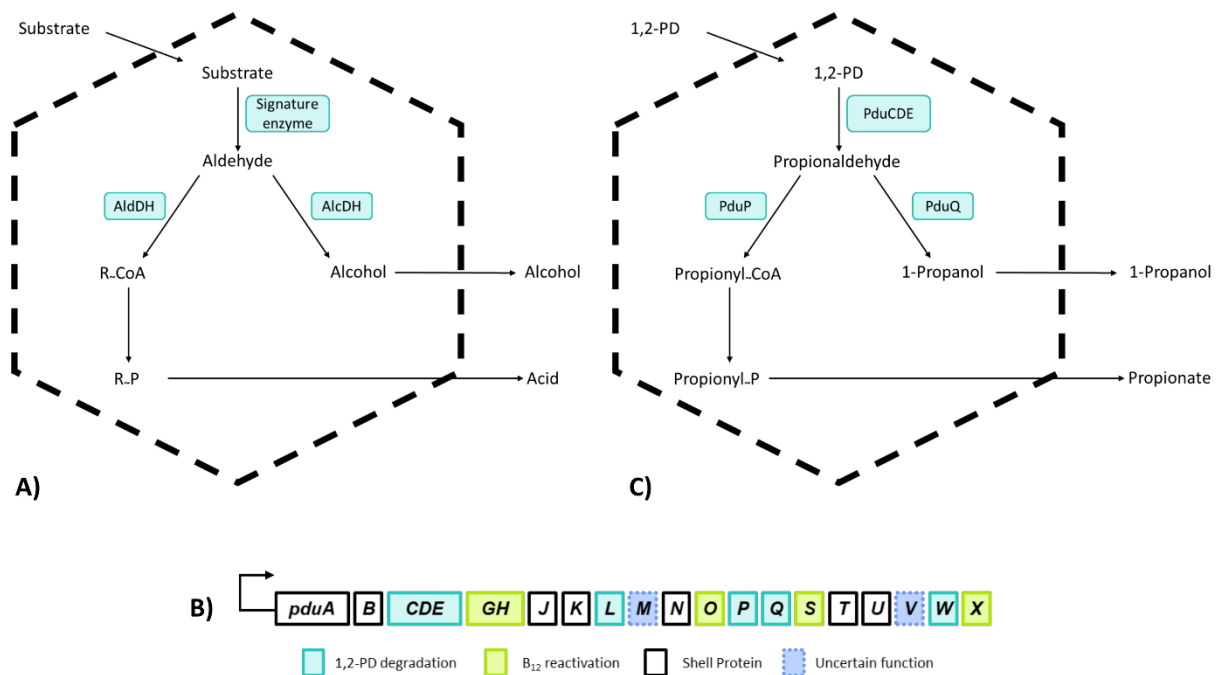 Substrate
Substrate
Signature
enzyme
Aldehyde
AldDH
AlcDH
R~CoA
Alcohol
Alcohol
R~P
Acid
A)
1,2-PD
1,2-PD
PduCDE
Propionaldehyde
PduP
PduQ
Propionyl~CoA
1-Propanol
1-Propanol
Propionyl~P
Propionate
C)
B)
pduA B CDE GH J K L M N O P Q S T U V W X
1,2-PD degradation
B₁₂ reactivation
Shell Protein
Uncertain function